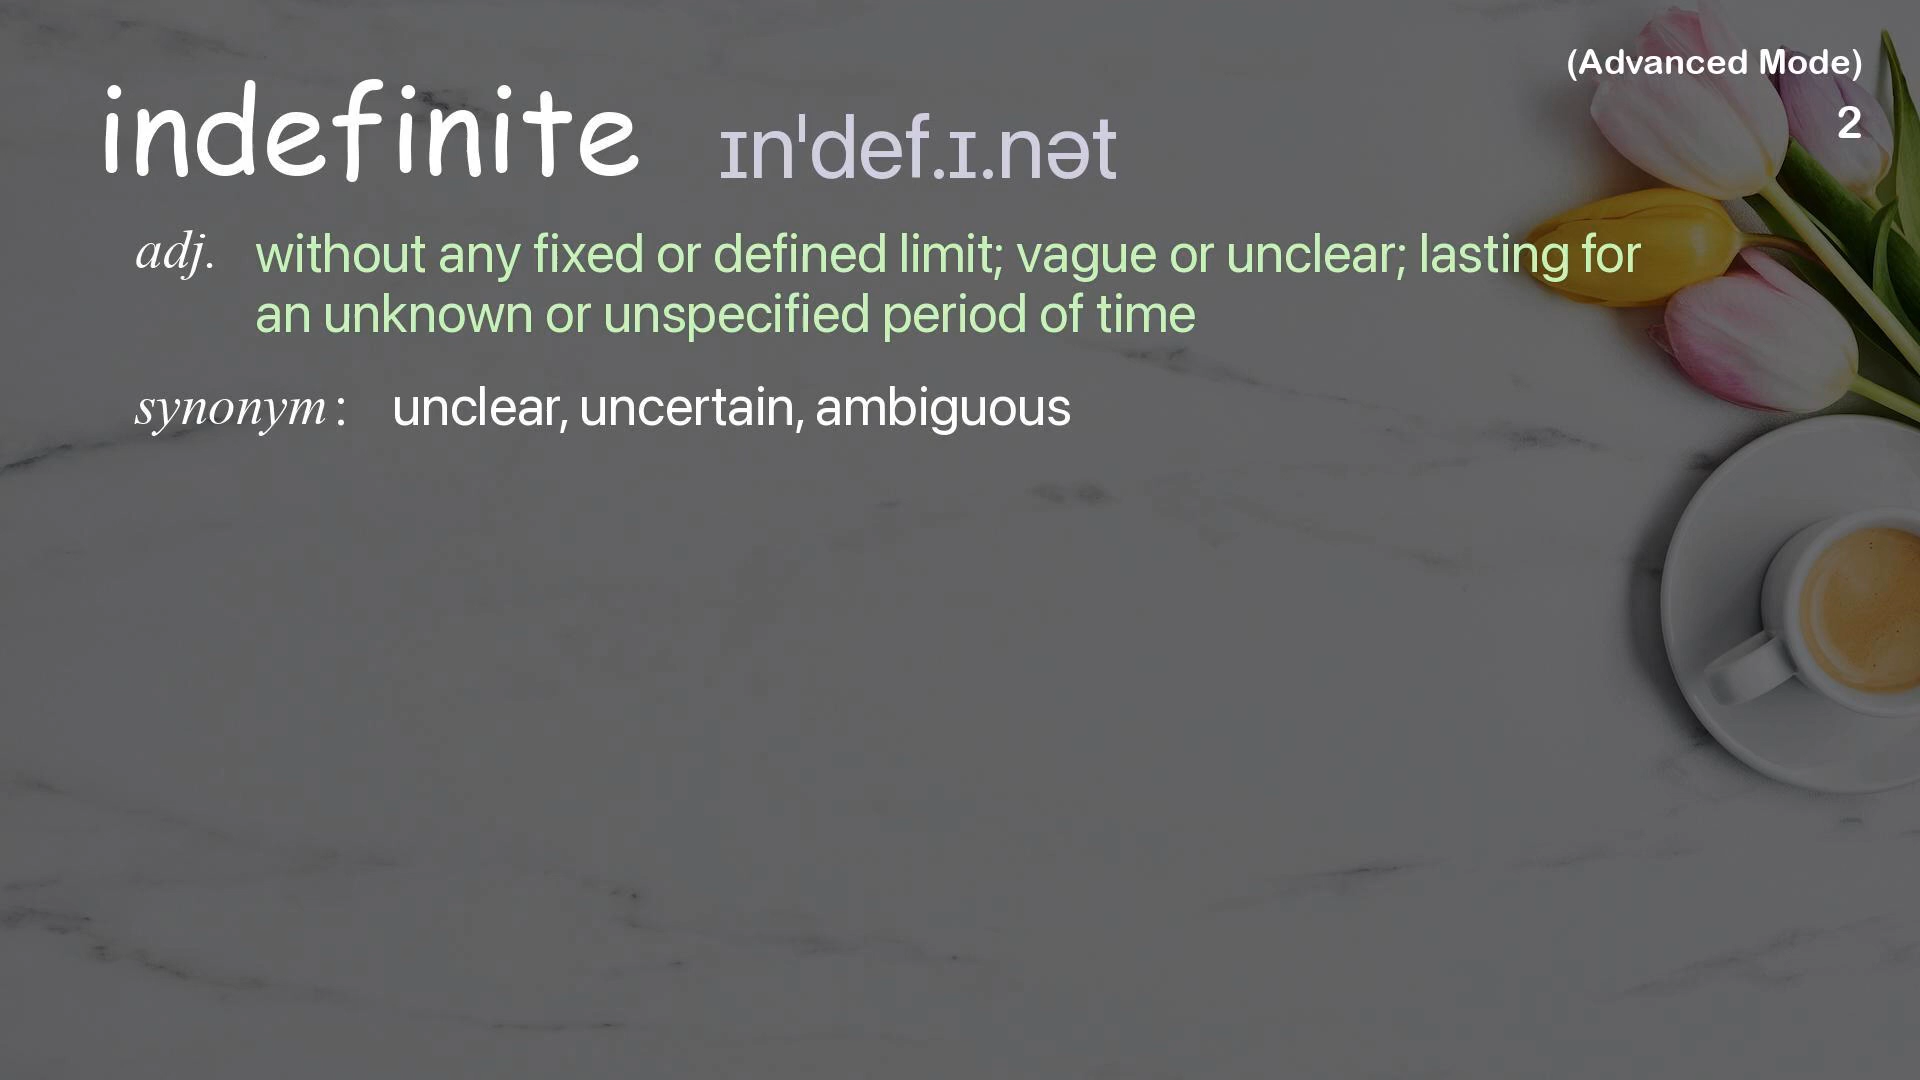 (Advanced Mode)
2
indefinite ɪnˈdef.ɪ.nət
adj. without any fixed or defined limit; vague or unclear; lasting for
an unknown or unspecified period of time
synonym: unclear, uncertain, ambiguous